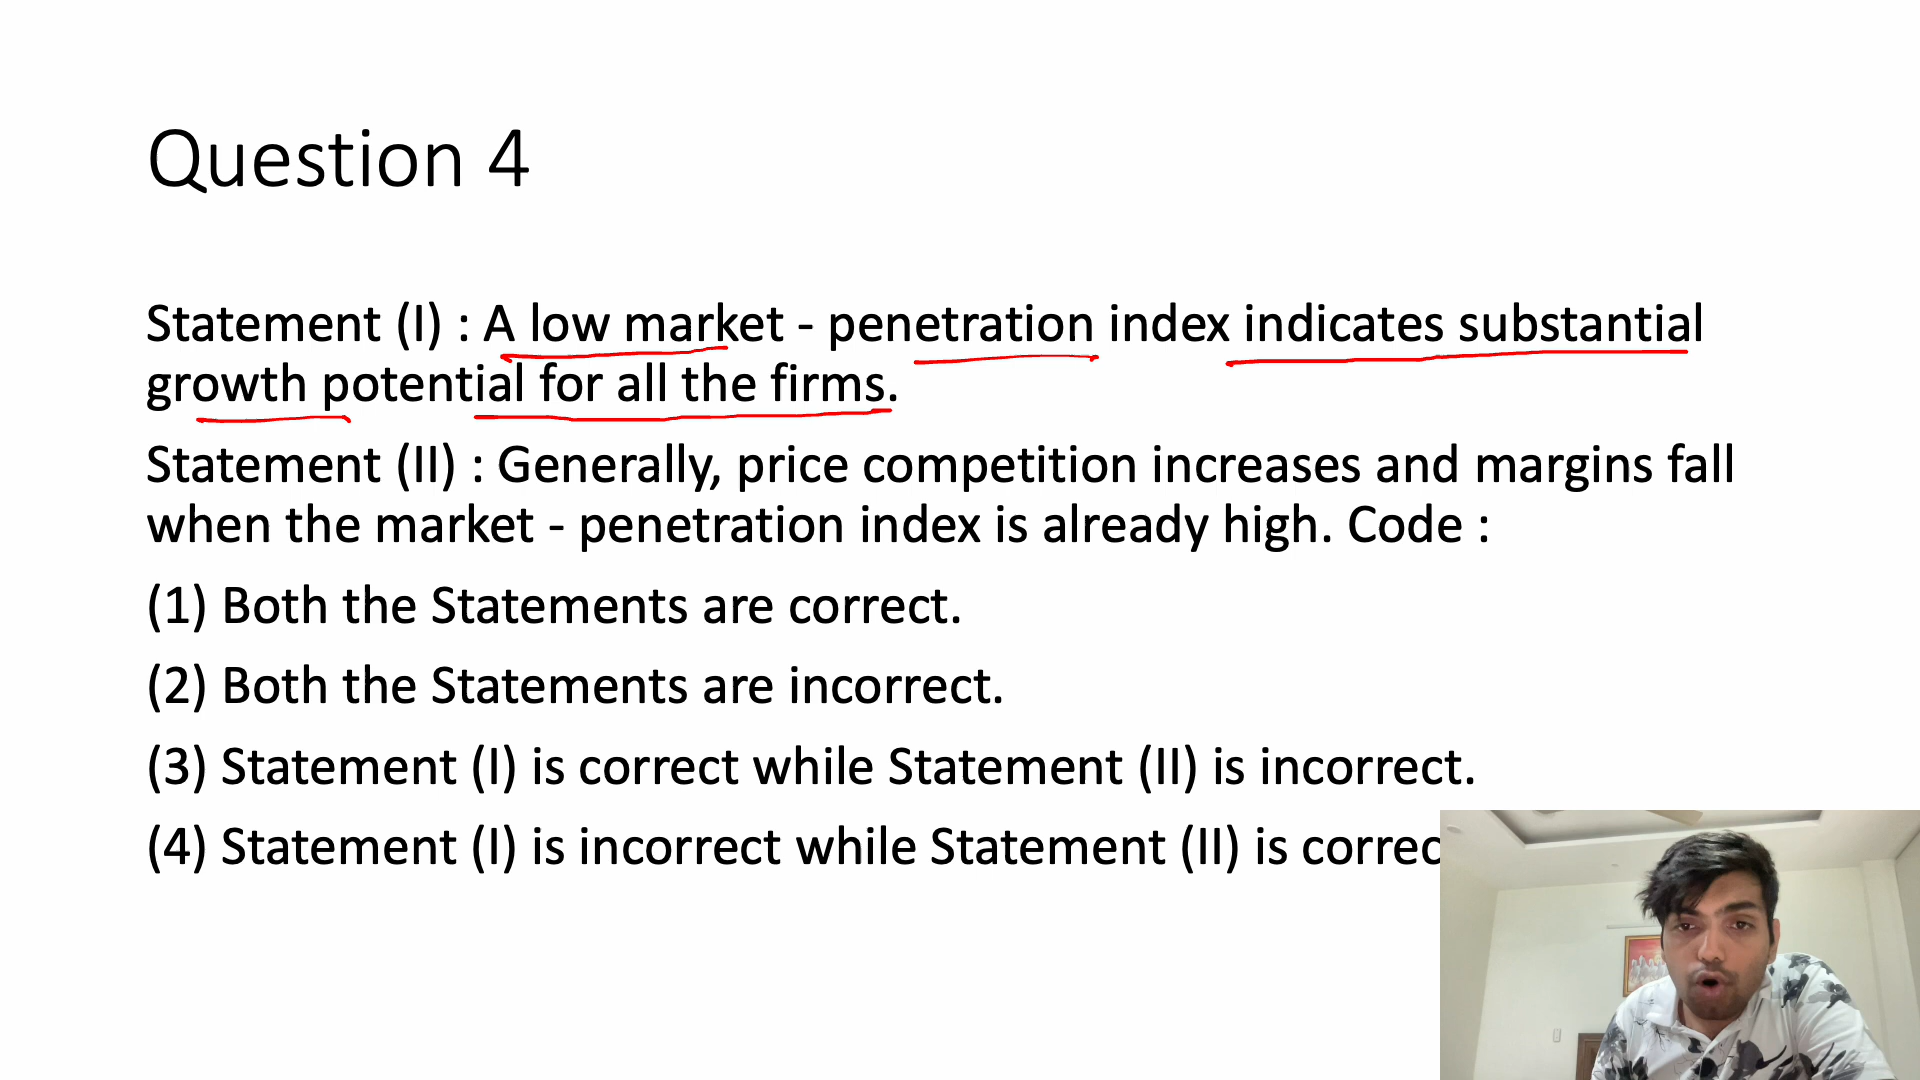 Question 4
Statement (I) : A low market - penetration index indicates substantial
growth potential for all the firms.
Statement (II) : Generally, price competition increases and margins fall
when the market - penetration index is already high. Code :
(1) Both the Statements are correct.
(2) Both the Statements are incorrect.
(3) Statement (I) is correct while Statement (II) is incorrect.
(4) Statement (I) is incorrect while Statement (II) is correc